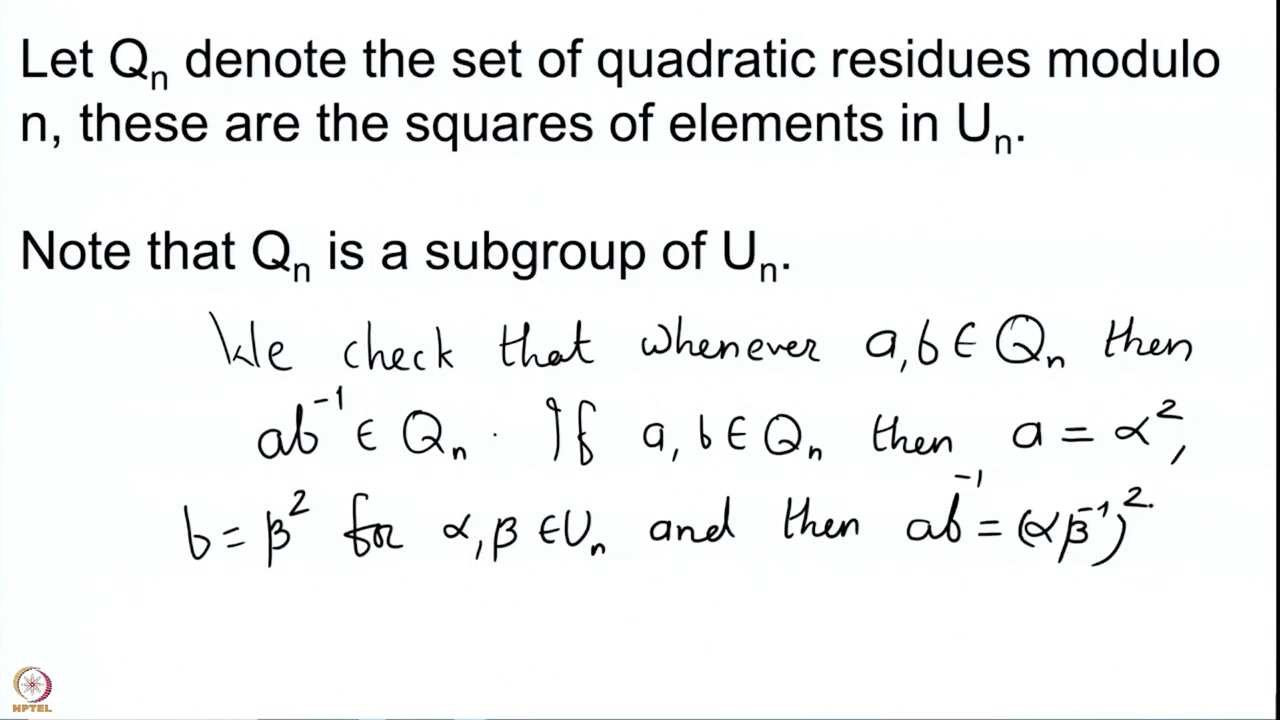 Let Qₙ denote the set of quadratic residues modulo
n, these are the squares of elements in Uₙ.
Note that Qₙ is a subgroup of Uₙ.
We check that whenever a, b ∈ Qₙ then
ab⁻¹ ∈ Qₙ. If a, b ∈ Qₙ then a = α²,
b = β² for α, β ∈ Uₙ and then ab⁻¹ = (αβ⁻¹)².
NPTEL